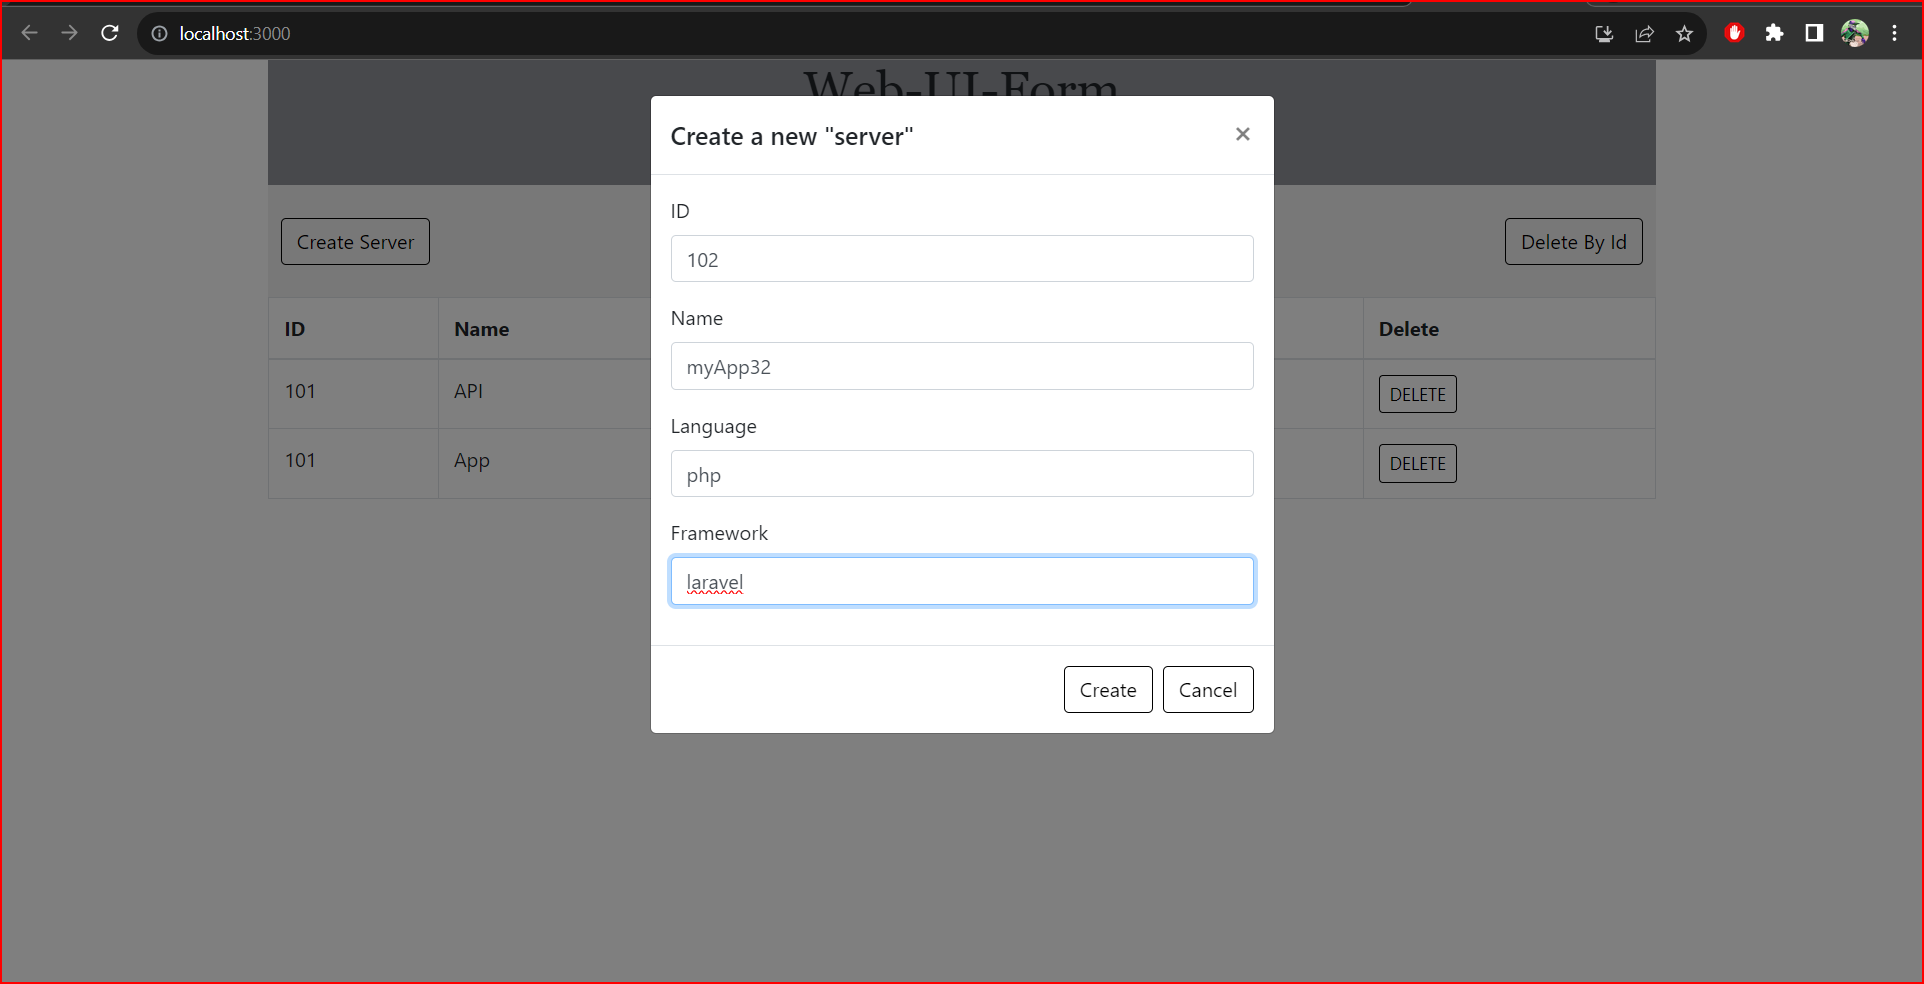 localhost:3000
Web-UI-Form
Create a new "server"
ID
102
Name
myApp32
Language
php
Framework
laravel
Create Cancel
Create Server
Delete By Id
ID Name Delete
101 API DELETE
101 App DELETE